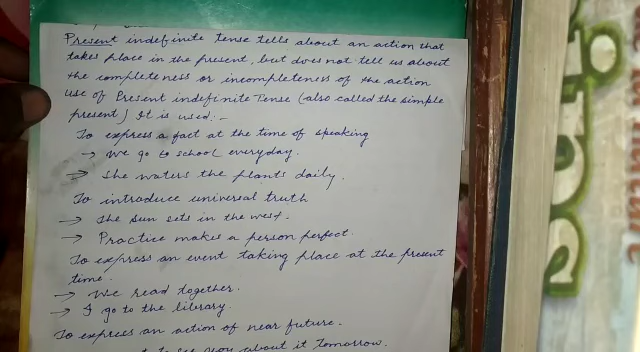 Present indefinite tense tells about an action that
takes place in the present, but does not tell us about
the completeness or incompleteness of the action
use of Present indefinite Tense (also called the simple
present) It is used:-
To express a fact at the time of speaking
→ We go to school everyday.
→ She waters the plants daily.
To introduce universal truth
→ The sun sets in the west.
→ Practice makes a person perfect.
To express an event taking place at the present
time.
→ We read together.
→ I go to the library.
To express an action of near future.
to see you about it Tomorrow.